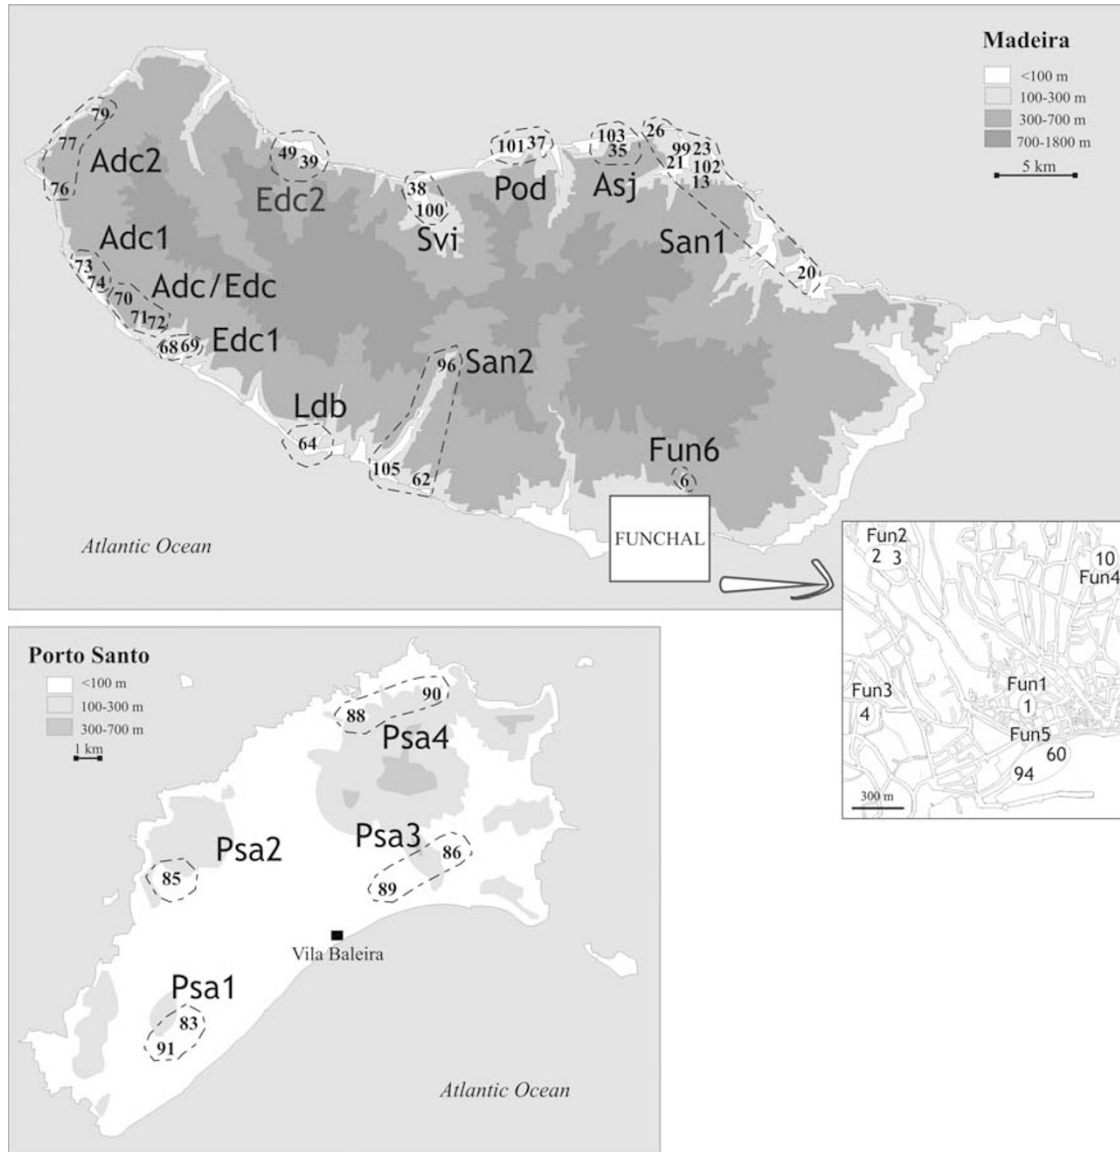 Madeira
<100 m
100-300 m
300-700 m
700-1800 m
5 km
79
77
Adc2
76
49
39
Edc2
38
100
Svi
101
37
Pod
103
35
Asj
26
99
23
21
102
13
San1
20
Adc1
73
74
70
Adc/Edc
71
72
68
69
Edc1
96
San2
Ldb
64
105
62
Fun6
6
FUNCHAL
Atlantic Ocean
Fun2
2
3
10
Fun4
Fun3
4
Fun1
1
Fun5
60
94
300 m
Porto Santo
<100 m
100-300 m
300-700 m
1 km
90
88
Psa4
Psa3
86
89
Psa2
85
Vila Baleira
Psa1
83
91
Atlantic Ocean